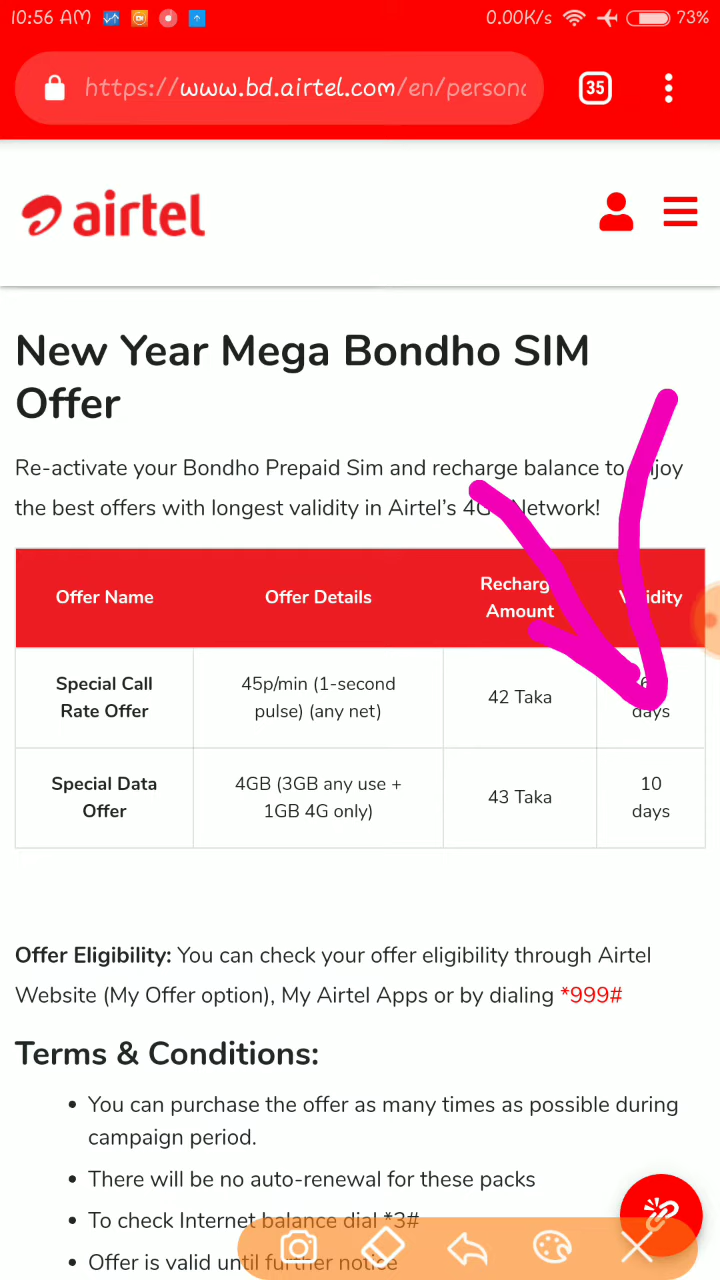 10:56 AM 0.00K/s 73%
https://www.bd.airtel.com/en/persona 35
airtel
New Year Mega Bondho SIM
Offer
Re-activate your Bondho Prepaid Sim and recharge balance to
the best offers with longest validity in Airtel’s Network!
Offer Name Offer Details Recharge Amount Validity
Special Call Rate Offer 45p/min (1-second pulse) (any net) 42 Taka days
Special Data Offer 4GB (3GB any use + 1GB 4G only) 43 Taka 10 days
Offer Eligibility: You can check your offer eligibility through Airtel
Website (My Offer option), My Airtel Apps or by dialing *999#
Terms & Conditions:
• You can purchase the offer as many times as possible during
campaign period.
• There will be no auto-renewal for these packs
• To check Internet balance dial *3#
• Offer is valid until further notice